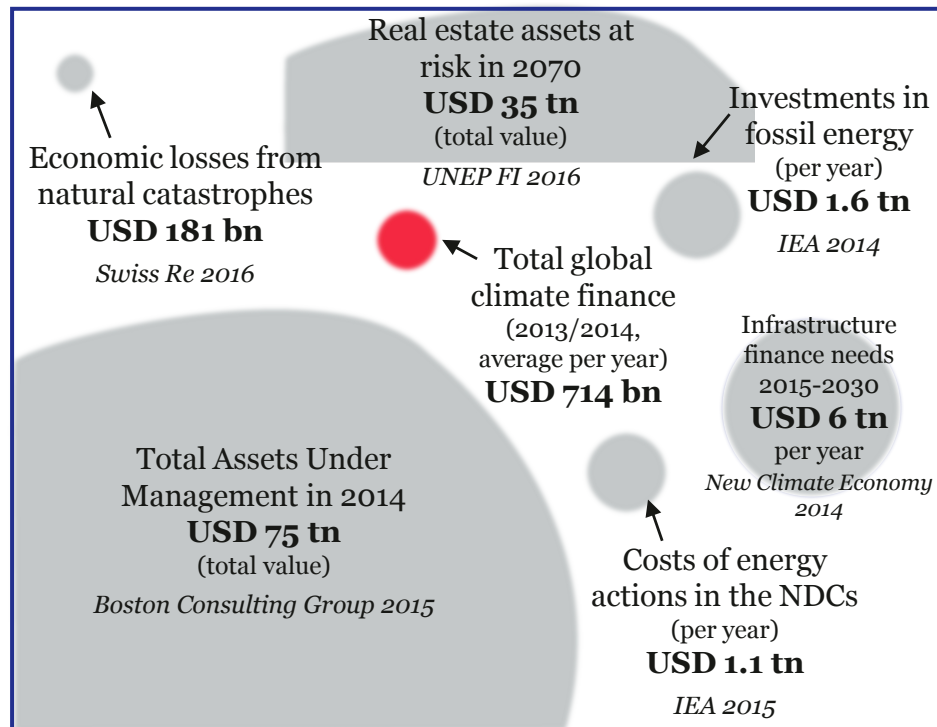 Real estate assets at
risk in 2070
USD 35 tn
(total value)
UNEP FI 2016
Investments in
fossil energy
(per year)
USD 1.6 tn
IEA 2014
Economic losses from
natural catastrophes
USD 181 bn
Swiss Re 2016
Total global
climate finance
(2013/2014,
average per year)
USD 714 bn
Infrastructure
finance needs
2015-2030
USD 6 tn
per year
New Climate Economy
2014
Total Assets Under
Management in 2014
USD 75 tn
(total value)
Boston Consulting Group 2015
Costs of energy
actions in the NDCs
(per year)
USD 1.1 tn
IEA 2015